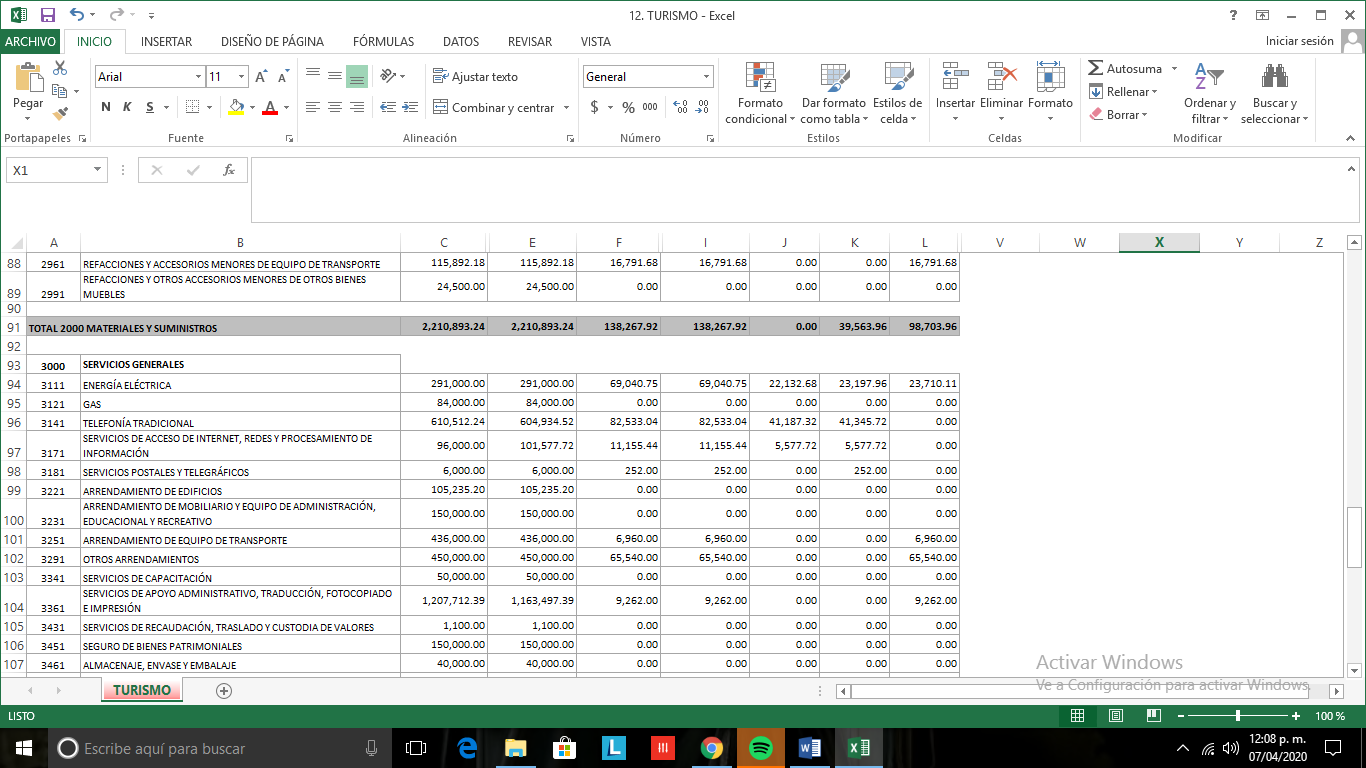 12. TURISMO - Excel
ARCHIVO INICIO INSERTAR DISEÑO DE PÁGINA FÓRMULAS DATOS REVISAR VISTA Iniciar sesión
Pegar
Arial 11
N K S
Ajustar texto
Combinar y centrar
General
$ % 000
Formato condicional
Dar formato como tabla
Estilos de celda
Insertar
Eliminar
Formato
Autosuma
Rellenar
Borrar
Ordenar y filtrar
Buscar y seleccionar
Portapapeles Fuente Alineación Número Estilos Celdas Modificar
X1 fx
A B C E F I J K L V W X Y Z
88 2961 REFACCIONES Y ACCESORIOS MENORES DE EQUIPO DE TRANSPORTE 115,892.18 115,892.18 16,791.68 16,791.68 0.00 0.00 16,791.68
89 2991 REFACCIONES Y OTROS ACCESORIOS MENORES DE OTROS BIENES MUEBLES 24,500.00 24,500.00 0.00 0.00 0.00 0.00 0.00
90
91 TOTAL 2000 MATERIALES Y SUMINISTROS 2,210,893.24 2,210,893.24 138,267.92 138,267.92 0.00 39,563.96 98,703.96
92
93 3000 SERVICIOS GENERALES
94 3111 ENERGÍA ELÉCTRICA 291,000.00 291,000.00 69,040.75 69,040.75 22,132.68 23,197.96 23,710.11
95 3121 GAS 84,000.00 84,000.00 0.00 0.00 0.00 0.00 0.00
96 3141 TELEFONÍA TRADICIONAL 610,512.24 604,934.52 82,533.04 82,533.04 41,187.32 41,345.72 0.00
97 3171 SERVICIOS DE ACCESO DE INTERNET, REDES Y PROCESAMIENTO DE INFORMACIÓN 96,000.00 101,577.72 11,155.44 11,155.44 5,577.72 5,577.72 0.00
98 3181 SERVICIOS POSTALES Y TELEGRÁFICOS 6,000.00 6,000.00 252.00 252.00 0.00 252.00 0.00
99 3221 ARRENDAMIENTO DE EDIFICIOS 105,235.20 105,235.20 0.00 0.00 0.00 0.00 0.00
100 3231 ARRENDAMIENTO DE MOBILIARIO Y EQUIPO DE ADMINISTRACIÓN, EDUCACIONAL Y RECREATIVO 150,000.00 150,000.00 0.00 0.00 0.00 0.00 0.00
101 3251 ARRENDAMIENTO DE EQUIPO DE TRANSPORTE 436,000.00 436,000.00 6,960.00 6,960.00 0.00 0.00 6,960.00
102 3291 OTROS ARRENDAMIENTOS 450,000.00 450,000.00 65,540.00 65,540.00 0.00 0.00 65,540.00
103 3341 SERVICIOS DE CAPACITACIÓN 50,000.00 50,000.00 0.00 0.00 0.00 0.00 0.00
104 3361 SERVICIOS DE APOYO ADMINISTRATIVO, TRADUCCIÓN, FOTOCOPIADO E IMPRESIÓN 1,207,712.39 1,163,497.39 9,262.00 9,262.00 0.00 0.00 9,262.00
105 3431 SERVICIOS DE RECAUDACIÓN, TRASLADO Y CUSTODIA DE VALORES 1,100.00 1,100.00 0.00 0.00 0.00 0.00 0.00
106 3451 SEGURO DE BIENES PATRIMONIALES 150,000.00 150,000.00 0.00 0.00 0.00 0.00 0.00
107 3461 ALMACENAJE, ENVASE Y EMBALAJE 40,000.00 40,000.00 0.00 0.00 0.00 0.00 0.00
Activar Windows
Ve a Configuración para activar Windows.
TURISMO
LISTO 100 %
Escribe aquí para buscar
12:08 p. m.
07/04/2020